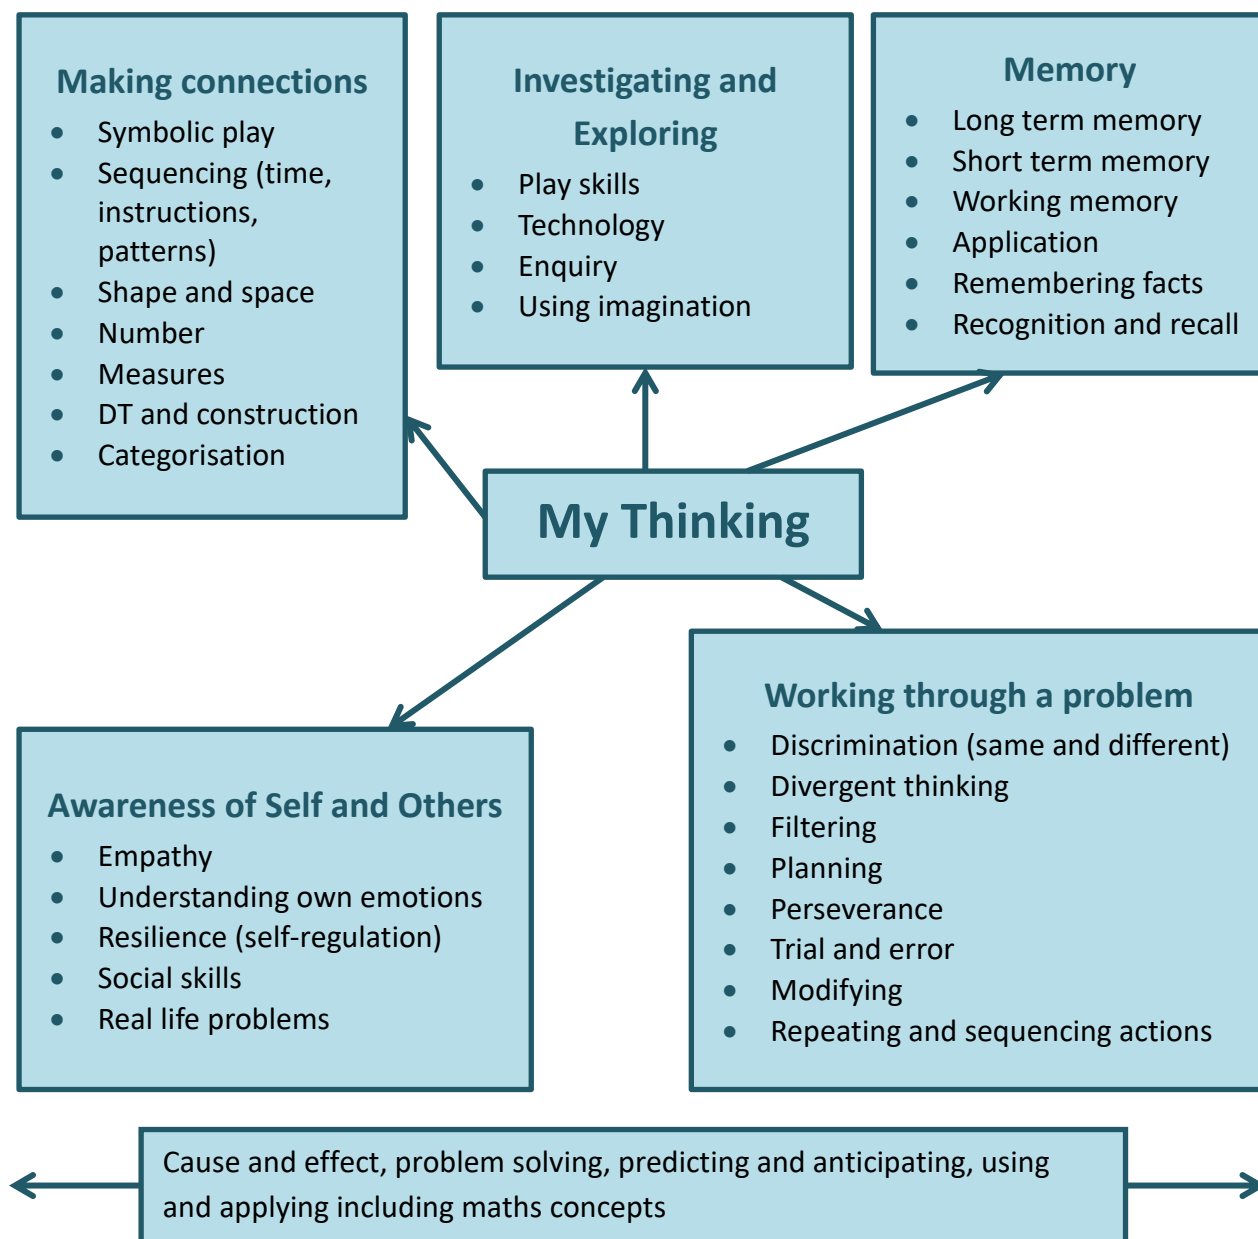 Making connections
• Symbolic play
• Sequencing (time,
instructions,
patterns)
• Shape and space
• Number
• Measures
• DT and construction
• Categorisation
Investigating and
Exploring
• Play skills
• Technology
• Enquiry
• Using imagination
Memory
• Long term memory
• Short term memory
• Working memory
• Application
• Remembering facts
• Recognition and recall
My Thinking
Awareness of Self and Others
• Empathy
• Understanding own emotions
• Resilience (self-regulation)
• Social skills
• Real life problems
Working through a problem
• Discrimination (same and different)
• Divergent thinking
• Filtering
• Planning
• Perseverance
• Trial and error
• Modifying
• Repeating and sequencing actions
Cause and effect, problem solving, predicting and anticipating, using
and applying including maths concepts